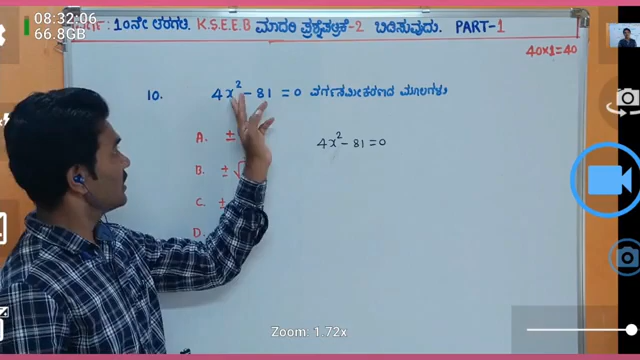 08:32:06
66.8GB
10ನೇ ತರಗತಿ K.S.E.E.B ಮಾದರಿ ಪ್ರಶ್ನೆಪತ್ರಿಕೆ-2 ಬಿಡಿಸುವುದು. PART-1
40×1=40
10. 4x²-81=0 ವರ್ಗಸಮೀಕರಣದ ಮೂಲಗಳು
A. ±
4x²-81=0
B. ±√
C. ±
D.
Zoom: 1.72x